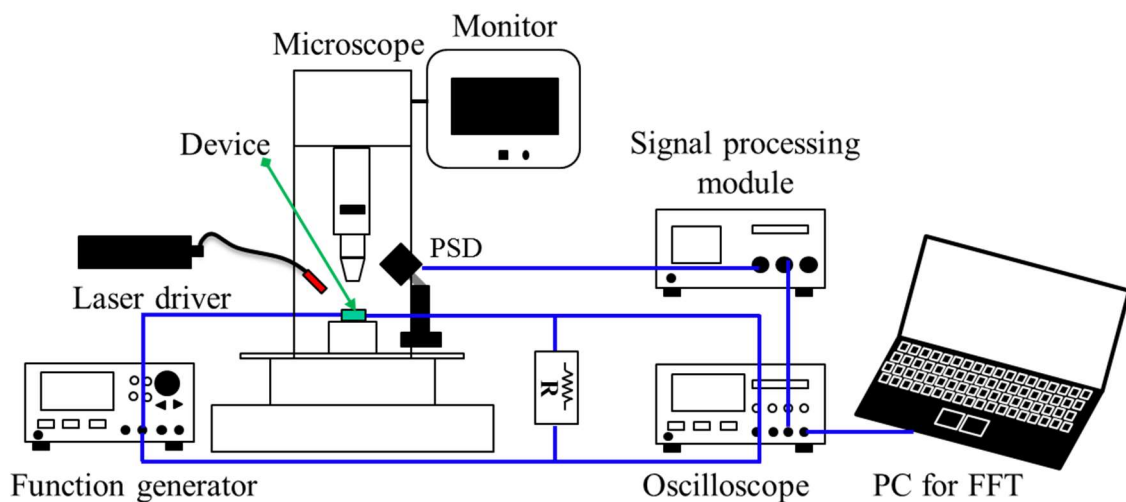 Monitor
Microscope
Device
Signal processing
module
PSD
Laser driver
R
Function generator
Oscilloscope
PC for FFT